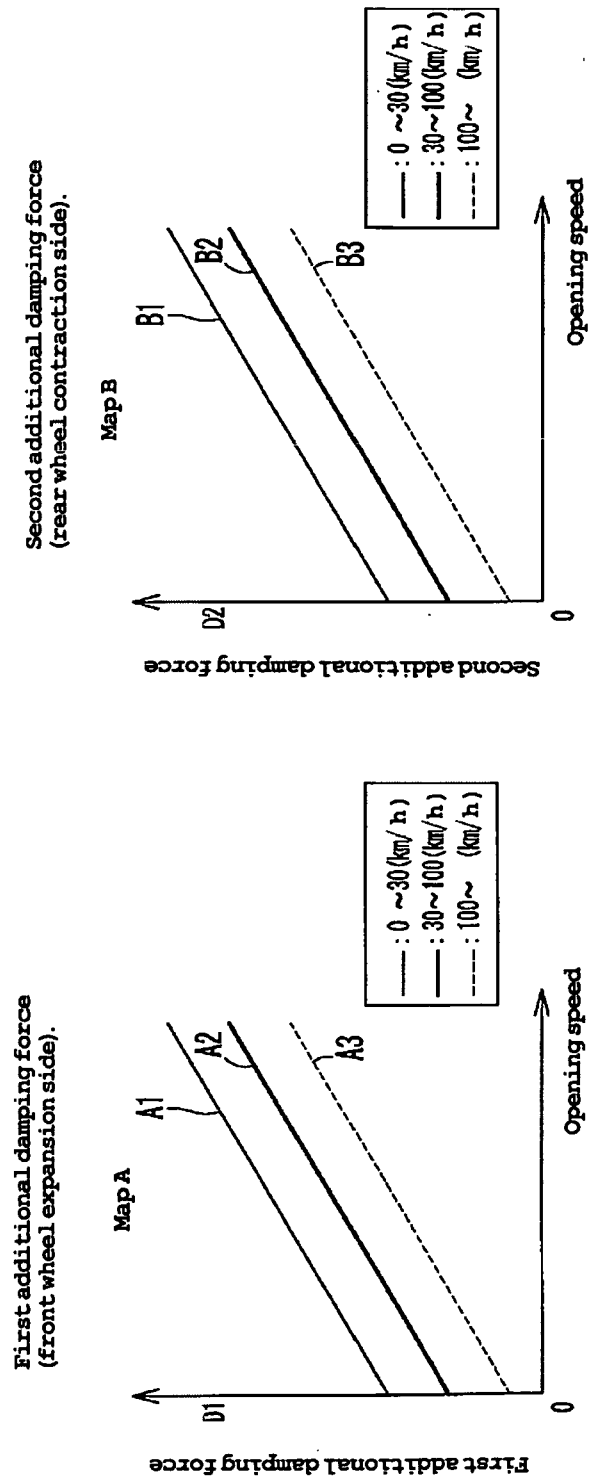 First additional damping force
(front wheel expansion side).
Map A
First additional damping force
D1
A1
A2
A3
0
Opening speed
: 0 ~30(km/h)
: 30~100(km/h)
: 100~ (km/h)
Second additional damping force
(rear wheel contraction side).
Map B
Second additional damping force
D2
B1
B2
B3
0
Opening speed
: 0 ~30(km/h)
: 30~100(km/h)
: 100~ (km/h)